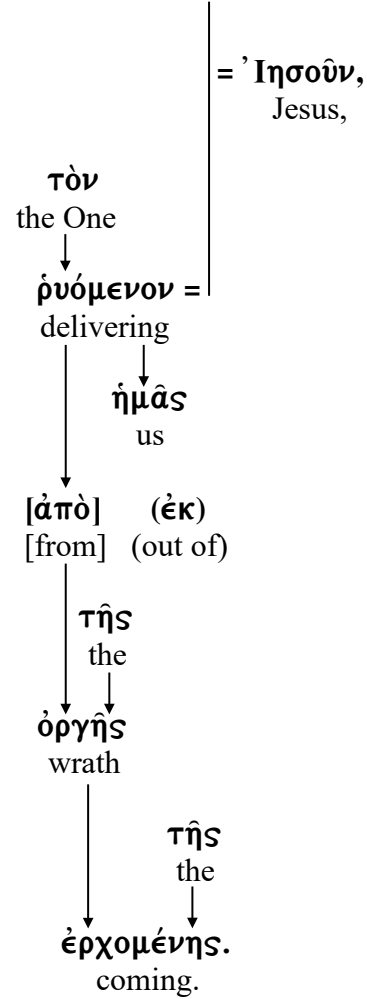 = ᾿Ιησοῦν,
Jesus,
τὸν
the One
ῥυόμενον =
delivering
ἡμᾶς
us
[ἀπὸ] (ἐκ)
[from] (out of)
τῆς
the
ὀργῆς
wrath
τῆς
the
ἐρχομένης.
coming.